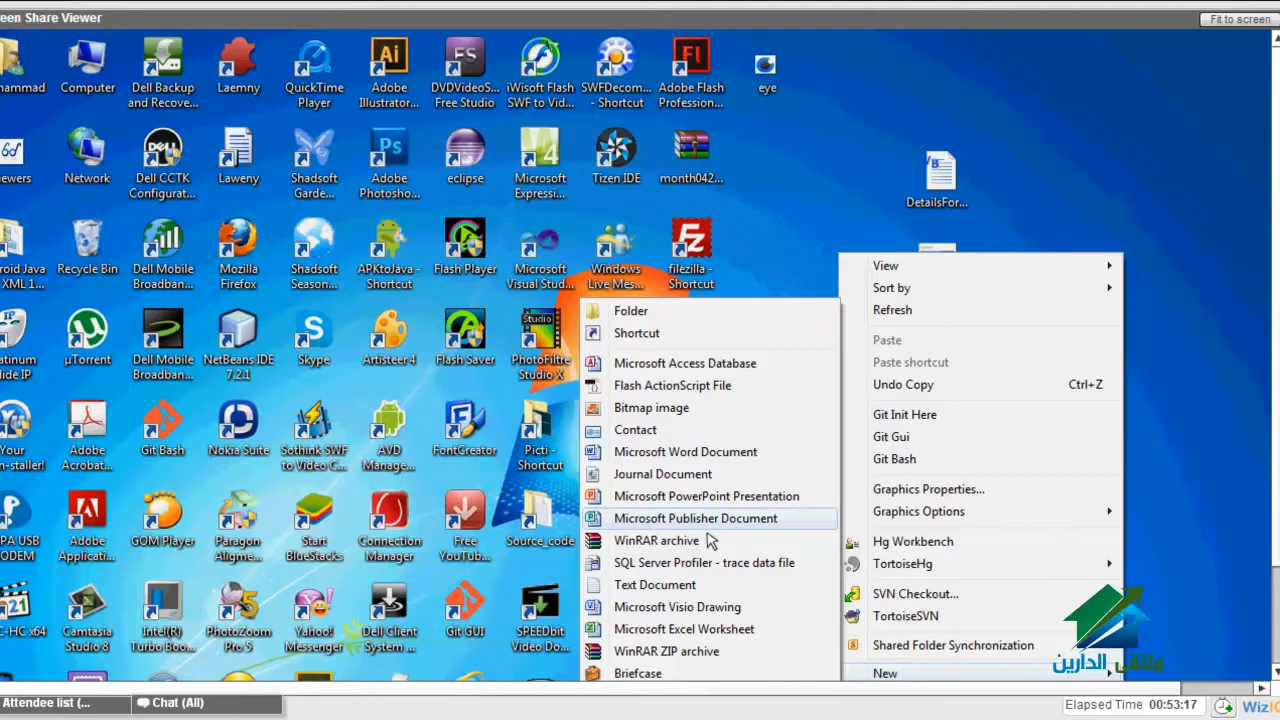 een Share Viewer
Fit to screen
ammad
Computer
Dell Backup
and Recove...
Laemny
QuickTime
Player
Adobe
Illustrator...
DVDVideoS...
Free Studio
iWisoft Flash
SWF to Vid...
SWFDecom...
- Shortcut
Adobe Flash
Profession...
eye
ewers
Network
Dell CCTK
Configurat...
Laweny
Shadsoft
Garde...
Adobe
Photosho...
eclipse
Microsoft
Expressi...
Tizen IDE
month042...
DetailsFor...
oid Java
XML 1...
Recycle Bin
Dell Mobile
Broadban...
Mozilla
Firefox
Shadsoft
Season...
APKtoJava -
Shortcut
Flash Player
Microsoft
Visual Stud...
Windows
Live Mes...
filezilla -
Shortcut
atinum
lide IP
µTorrent
Dell Mobile
Broadban...
NetBeans IDE
7.2.1
Skype
Artisteer 4
Flash Saver
Studio
PhotoFiltre
Studio X
Your
n-staller!
Adobe
Acrobat...
Git Bash
Nokia Suite
Sothink SWF
to Video C...
AVD
Manage...
FontCreator
Picti -
Shortcut
PA USB
ODEM
Adobe
Applicati...
GOM Player
Paragon
Aligme...
Start
BlueStacks
Connection
Manager
Free
YouTub...
Source_code
C-HC x64
Camtasia
Studio 8
Intel(R)
Turbo Boo...
PhotoZoom
Pro 5
Yahoo!
Messenger
Dell Client
System ...
Git GUI
SPEEDbit
Video Do...
Folder
Shortcut
Microsoft Access Database
Flash ActionScript File
Bitmap image
Contact
Microsoft Word Document
Journal Document
Microsoft PowerPoint Presentation
Microsoft Publisher Document
WinRAR archive
SQL Server Profiler - trace data file
Text Document
Microsoft Visio Drawing
Microsoft Excel Worksheet
WinRAR ZIP archive
Briefcase
View
Sort by
Refresh
Paste
Paste shortcut
Undo Copy Ctrl+Z
Git Init Here
Git Gui
Git Bash
Graphics Properties...
Graphics Options
Hg Workbench
TortoiseHg
SVN Checkout...
TortoiseSVN
Shared Folder Synchronization
New
ملتقى الدارين
Attendee list (...
Chat (All)
Elapsed Time 00:53:17
WizIQ